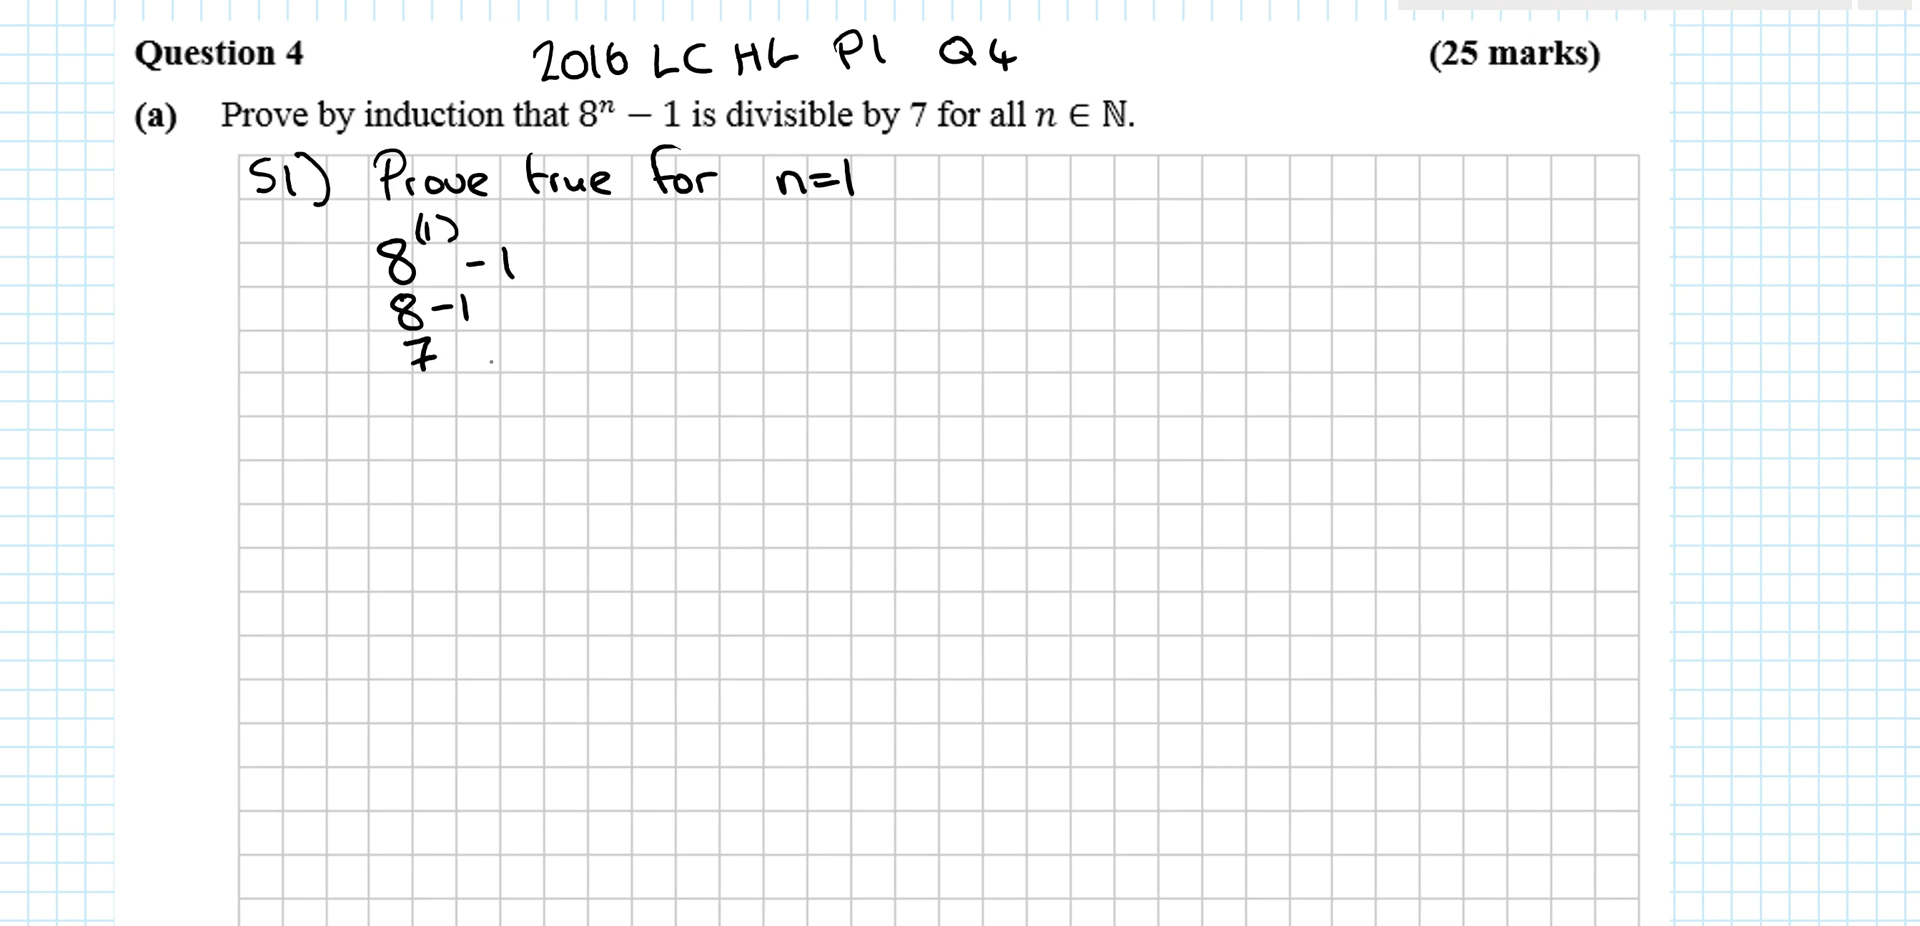 Question 4 2016 LC HL P1 Q4 (25 marks)
(a) Prove by induction that 8ⁿ − 1 is divisible by 7 for all n ∈ ℕ.
S1) Prove true for n=1
8⁽¹⁾ - 1
8-1
7